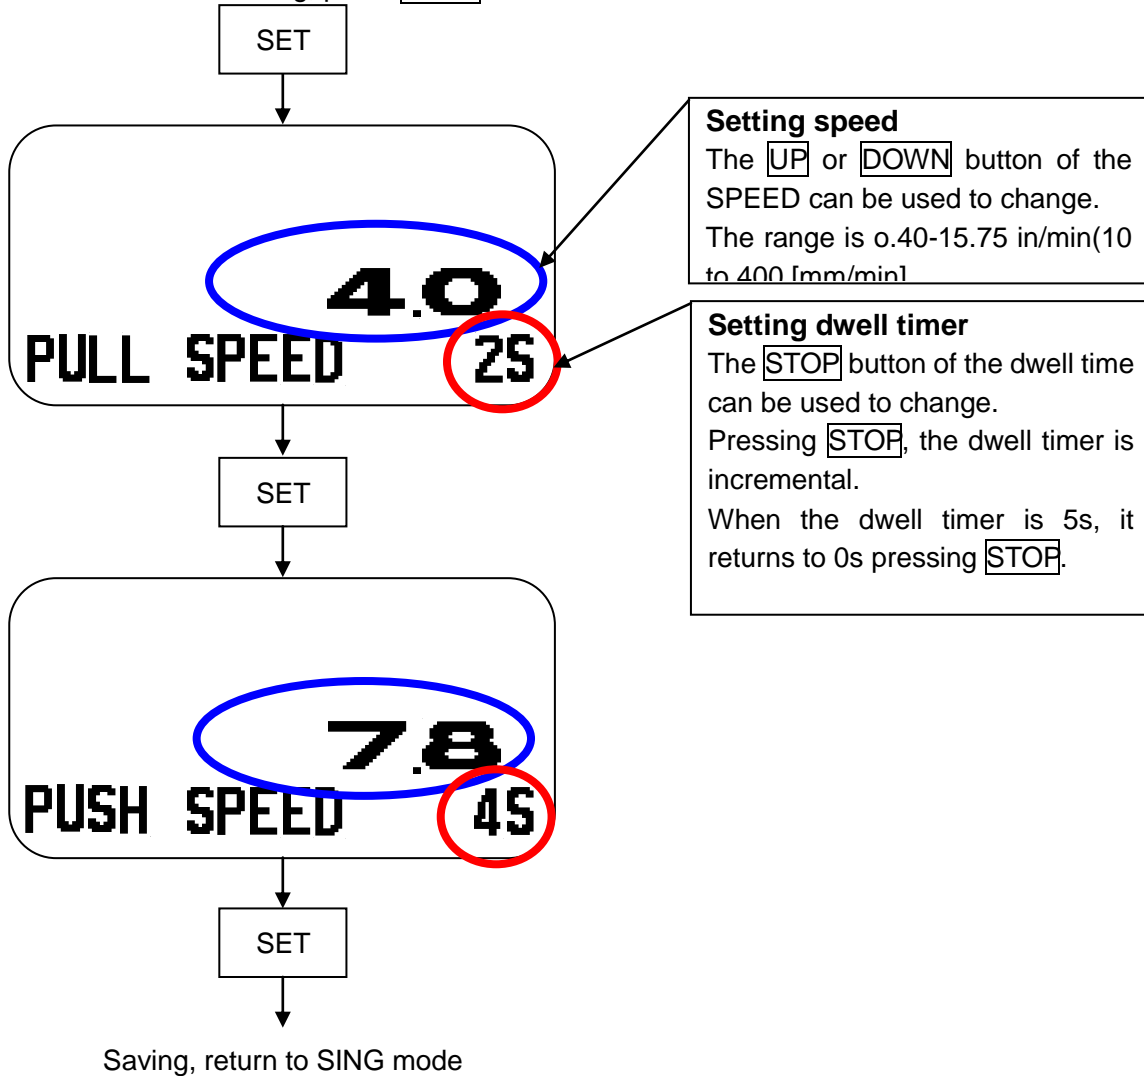 SET
4.0
PULL SPEED 2S
Setting speed
The UP or DOWN button of the
SPEED can be used to change.
The range is o.40-15.75 in/min(10
to 400 [mm/min]
Setting dwell timer
The STOP button of the dwell time
can be used to change.
Pressing STOP, the dwell timer is
incremental.
When the dwell timer is 5s, it
returns to 0s pressing STOP.
SET
7.8
PUSH SPEED 4S
SET
Saving, return to SING mode